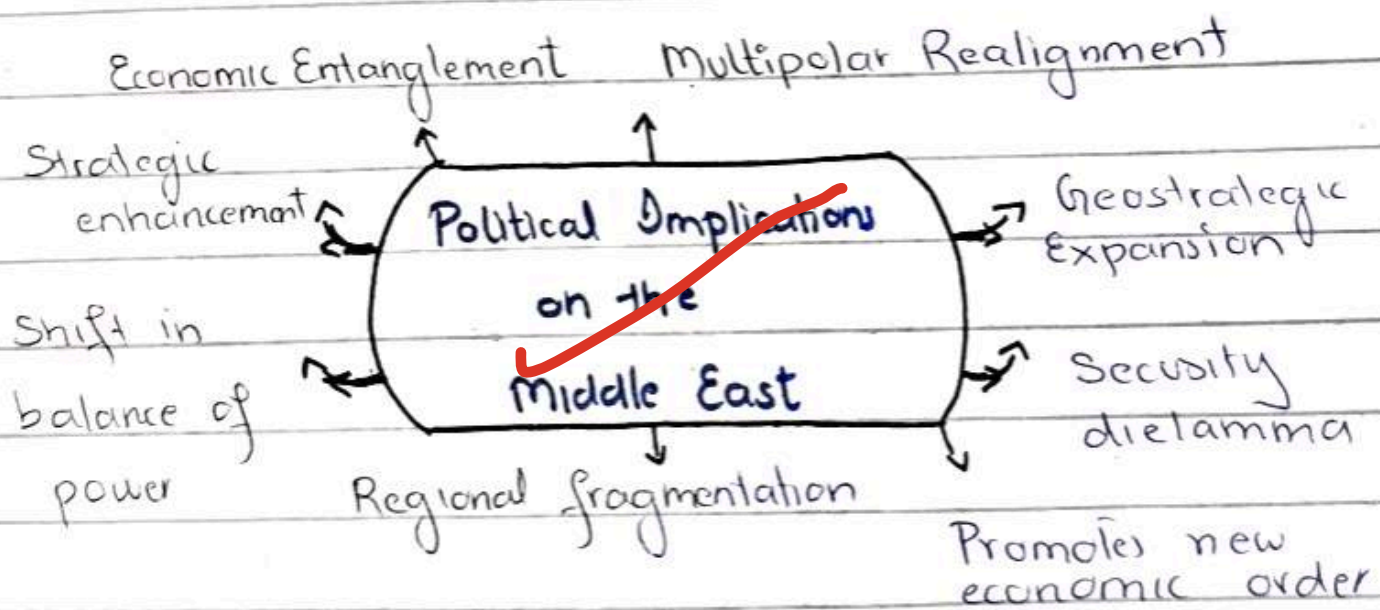 Economic Entanglement Multipolar Realignment
Strategic
enhancement
Political Implications
on the
Middle East
Geostrategic
Expansion
Shift in
balance of
power
Security
dielamma
Regional fragmentation
Promotes new
economic order